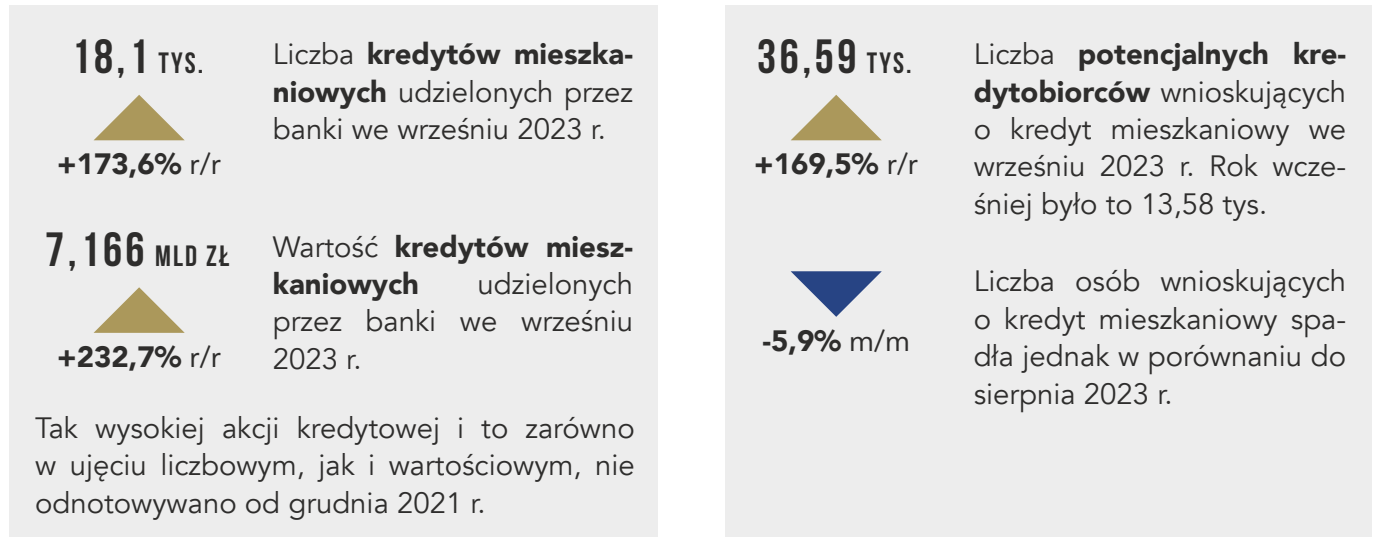 18,1 TYS.
+173,6% r/r
Liczba kredytów mieszka-
niowych udzielonych przez
banki we wrześniu 2023 r.
7,166 MLD ZŁ
+232,7% r/r
Wartość kredytów miesz-
kaniowych udzielonych
przez banki we wrześniu
2023 r.
Tak wysokiej akcji kredytowej i to zarówno
w ujęciu liczbowym, jak i wartościowym, nie
odnotowywano od grudnia 2021 r.
36,59 TYS.
+169,5% r/r
Liczba potencjalnych kre-
dytobiorców wnioskujących
o kredyt mieszkaniowy we
wrześniu 2023 r. Rok wcze-
śniej było to 13,58 tys.
-5,9% m/m
Liczba osób wnioskujących
o kredyt mieszkaniowy spa-
dła jednak w porównaniu do
sierpnia 2023 r.